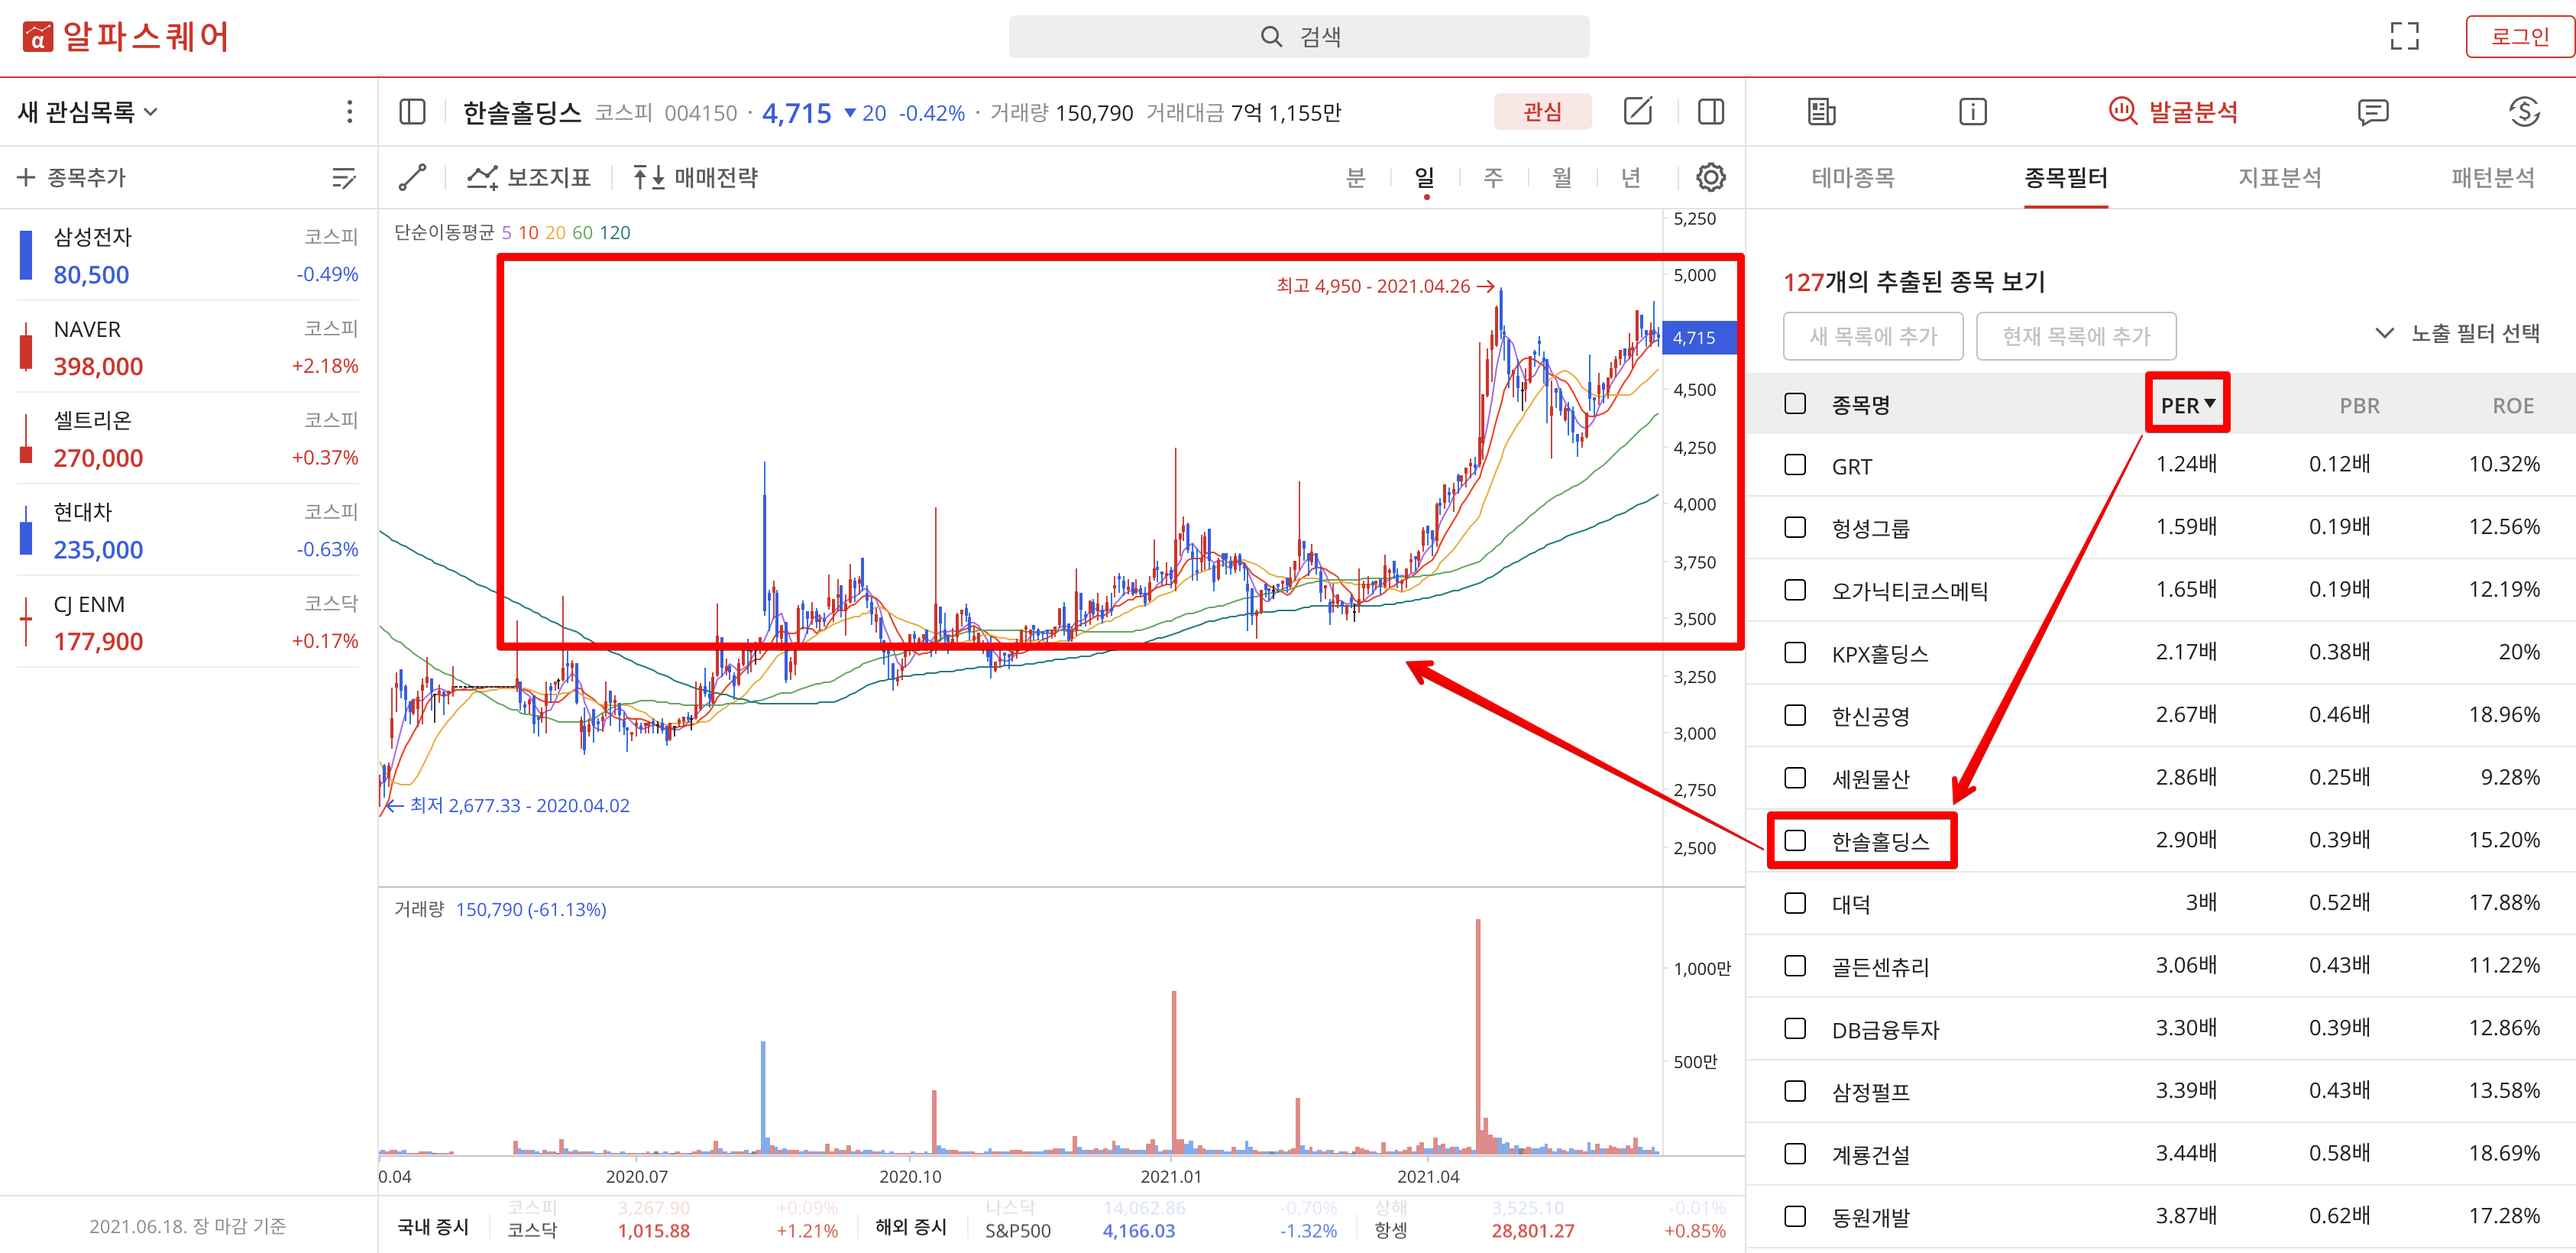 α 알파스퀘어
검색
로그인
새 관심목록
종목추가
삼성전자 코스피
80,500 -0.49%
NAVER 코스피
398,000 +2.18%
셀트리온 코스피
270,000 +0.37%
현대차 코스피
235,000 -0.63%
CJ ENM 코스닥
177,900 +0.17%
2021.06.18. 장 마감 기준
한솔홀딩스 코스피 004150 · 4,715 ▼20 -0.42% · 거래량 150,790 거래대금 7억 1,155만
관심
보조지표 매매전략
분 일 주 월 년
단순이동평균 5 10 20 60 120
최고 4,950 - 2021.04.26
최저 2,677.33 - 2020.04.02
5,250
5,000
4,715
4,500
4,250
4,000
3,750
3,500
3,250
3,000
2,750
2,500
거래량 150,790 (-61.13%)
1,000만
500만
0.04 2020.07 2020.10 2021.01 2021.04
국내 증시
코스피 3,267.90 +0.09%
코스닥 1,015.88 +1.21%
해외 증시
나스닥 14,062.86 -0.70%
S&P500 4,166.03 -1.32%
상해 3,525.10 -0.01%
항셍 28,801.27 +0.85%
발굴분석
테마종목 종목필터 지표분석 패턴분석
127개의 추출된 종목 보기
새 목록에 추가 현재 목록에 추가 노출 필터 선택
종목명 PER▼ PBR ROE
GRT 1.24배 0.12배 10.32%
헝셩그룹 1.59배 0.19배 12.56%
오가닉티코스메틱 1.65배 0.19배 12.19%
KPX홀딩스 2.17배 0.38배 20%
한신공영 2.67배 0.46배 18.96%
세원물산 2.86배 0.25배 9.28%
한솔홀딩스 2.90배 0.39배 15.20%
대덕 3배 0.52배 17.88%
골든센츄리 3.06배 0.43배 11.22%
DB금융투자 3.30배 0.39배 12.86%
삼정펄프 3.39배 0.43배 13.58%
계룡건설 3.44배 0.58배 18.69%
동원개발 3.87배 0.62배 17.28%